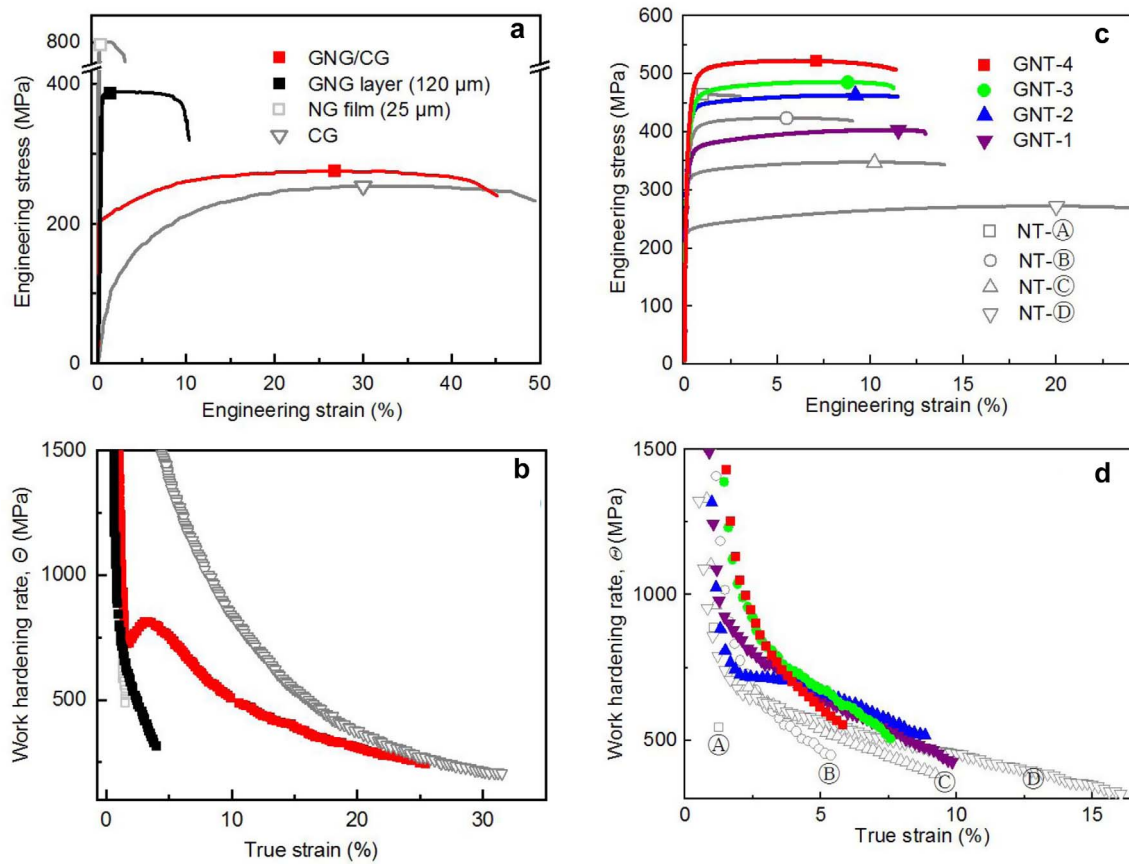 a
Engineering stress (MPa)
800
400
200
0
GNG/CG
GNG layer (120 µm)
NG film (25 µm)
CG
0 10 20 30 40 50
Engineering strain (%)
c
Engineering stress (MPa)
600
500
400
300
200
100
0
GNT-4
GNT-3
GNT-2
GNT-1
NT-Ⓐ
NT-Ⓑ
NT-Ⓒ
NT-Ⓓ
0 5 10 15 20
Engineering strain (%)
b
Work hardening rate, Θ (MPa)
1500
1000
500
0 10 20 30
True strain (%)
d
Work hardening rate, Θ (MPa)
1500
1000
500
Ⓐ
Ⓑ
Ⓒ
Ⓓ
0 5 10 15
True strain (%)